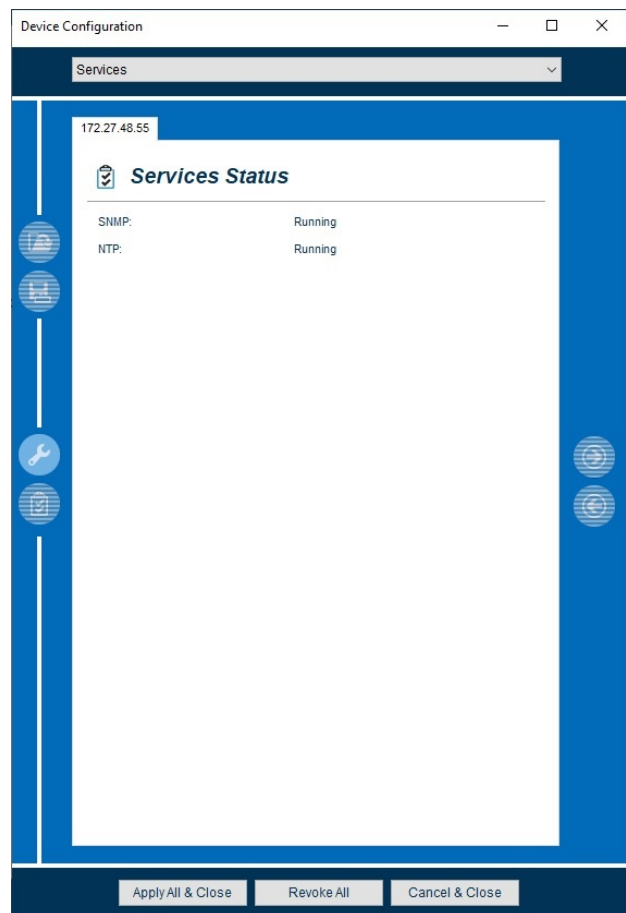 Device Configuration
Services
172.27.48.55
Services Status
SNMP: Running
NTP: Running
Apply All & Close Revoke All Cancel & Close